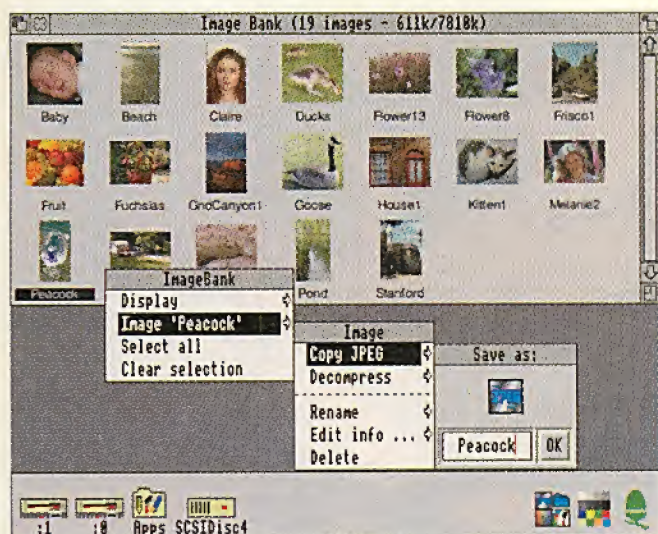 Image Bank (19 images - 611k/7810k)
Baby Beach Claire Ducks Flower13 Flower8 Frisco1
Fruit Fuchsias GrndCanyon1 Goose House1 Kitten1 Melanie2
Peacock Pond Stanford
ImageBank
Display
Image 'Peacock'
Select all
Clear selection
Image
Copy JPEG
Decompress
Rename
Edit info ...
Delete
Save as:
JPEG
Peacock OK
:1 :0 Apps SCSIDisc4